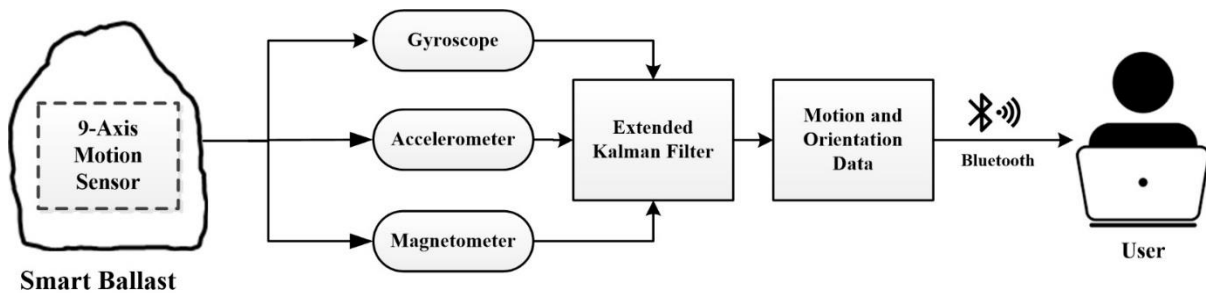 9-Axis
Motion
Sensor
Smart Ballast
Gyroscope
Accelerometer
Magnetometer
Extended
Kalman Filter
Motion and
Orientation
Data
Bluetooth
User